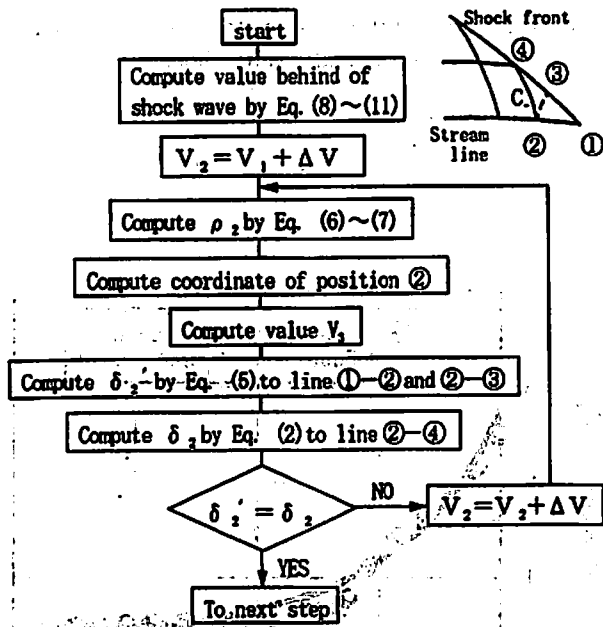 start
Compute value behind of
shock wave by Eq. (8)~(11)
V₂ = V₁ + ΔV
Compute ρ₂ by Eq. (6)~(7)
Compute coordinate of position ②
Compute value V₃
Compute δ₂′ by Eq. (5) to line ①-② and ②-③
Compute δ₂ by Eq. (2) to line ②-④
δ₂′ = δ₂
NO
V₂ = V₂ + ΔV
YES
To next step
Shock front
④
③
C₋
Stream
line
②
①